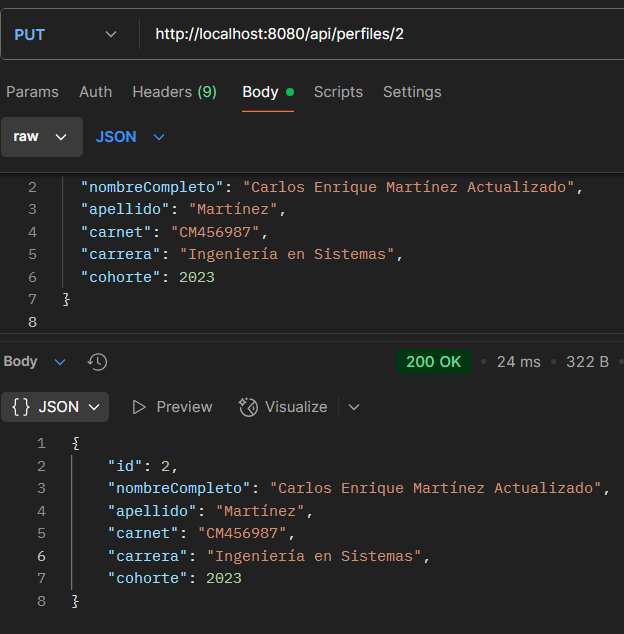 PUT http://localhost:8080/api/perfiles/2
Params Auth Headers (9) Body Scripts Settings
raw JSON
2 "nombreCompleto": "Carlos Enrique Martínez Actualizado",
3 "apellido": "Martínez",
4 "carnet": "CM456987",
5 "carrera": "Ingeniería en Sistemas",
6 "cohorte": 2023
7 }
8
Body 200 OK • 24 ms • 322 B •
{} JSON Preview Visualize
1 {
2 "id": 2,
3 "nombreCompleto": "Carlos Enrique Martínez Actualizado",
4 "apellido": "Martínez",
5 "carnet": "CM456987",
6 "carrera": "Ingeniería en Sistemas",
7 "cohorte": 2023
8 }